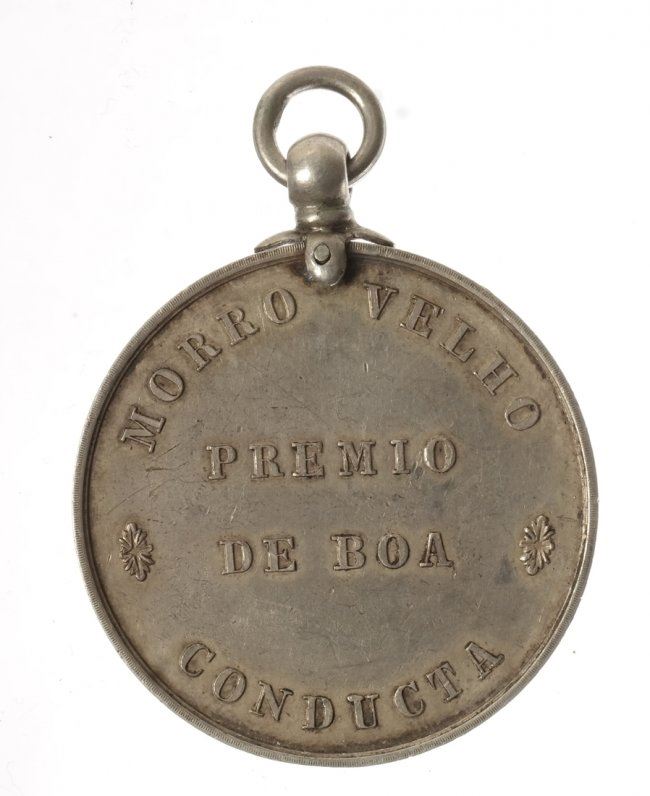 MORRO VELHO
PREMIO
DE BOA
CONDUCTA